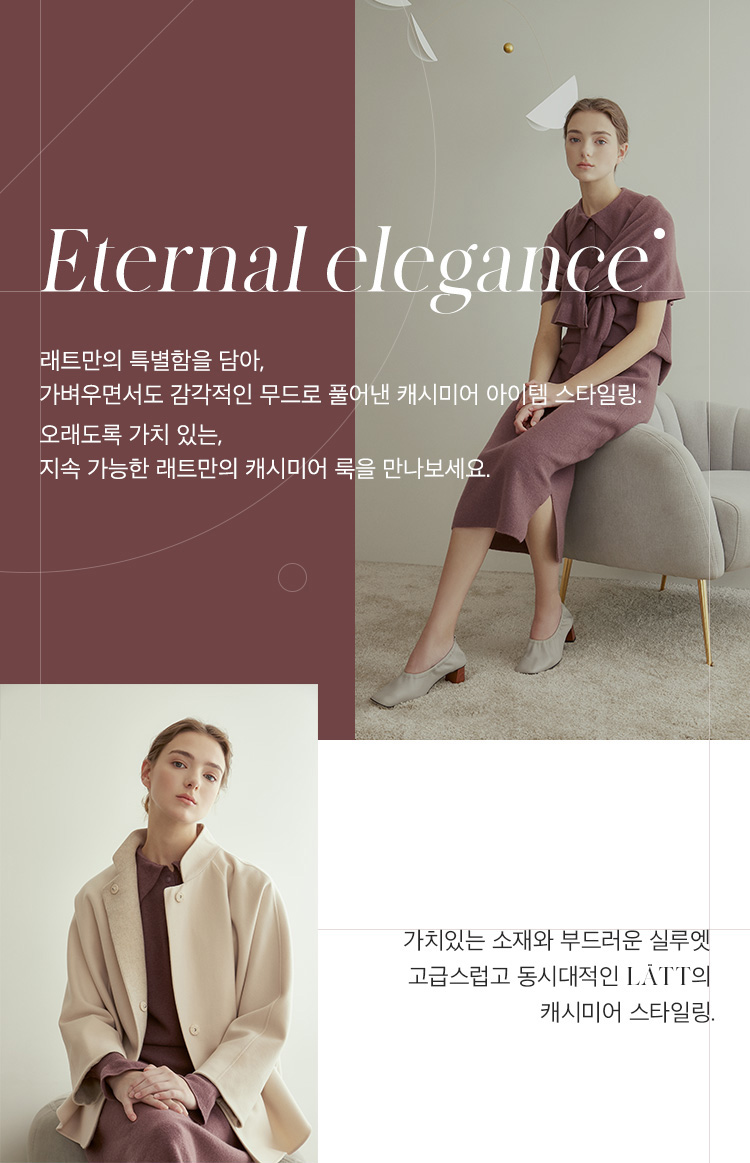 Eternal elegance
래트만의 특별함을 담아,
가벼우면서도 감각적인 무드로 풀어낸 캐시미어 아이템 스타일링.
오래도록 가치 있는,
지속 가능한 래트만의 캐시미어 룩을 만나보세요.
가치있는 소재와 부드러운 실루엣
고급스럽고 동시대적인 LÄTT의
캐시미어 스타일링.